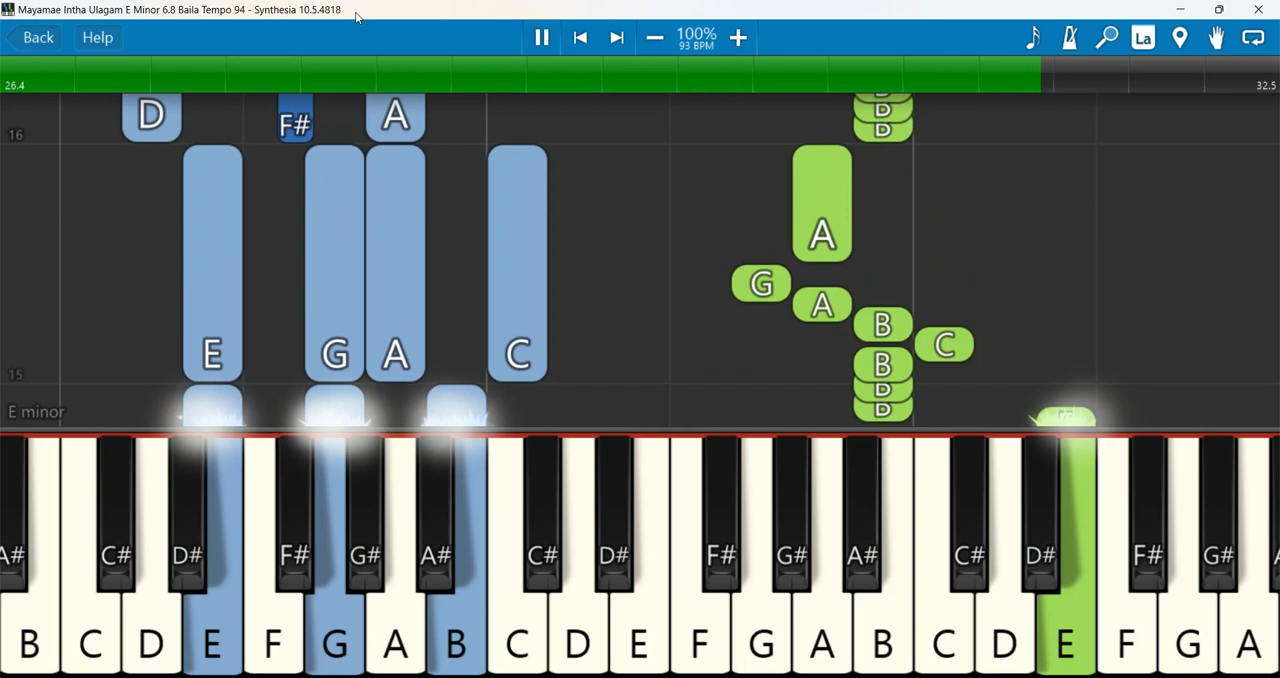 Mayamae Intha Ulagam E Minor 6.8 Baila Tempo 94 - Synthesia 10.5.4818
Back Help 100% La
93 BPM
26.4 32.5
D F# A B B
16
A
G
A
B
E G A C C
B
15
B
B
E minor
A# C# D# F# G# A# C# D# F# G# A# C# D# F# G#
B C D E F G A B C D E F G A B C D E F G A